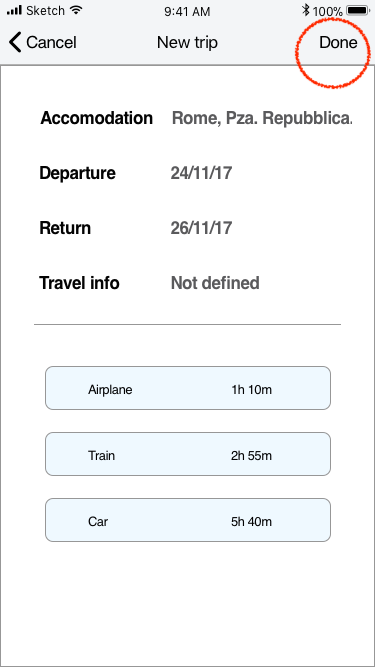 Sketch 9:41 AM 100%
Cancel New trip Done
Accomodation Rome, Pza. Repubblica.
Departure 24/11/17
Return 26/11/17
Travel info Not defined
Airplane 1h 10m
Train 2h 55m
Car 5h 40m